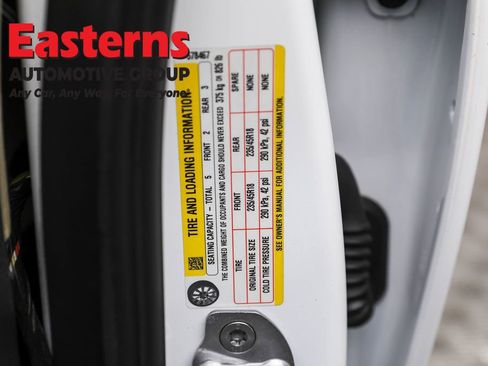 Easterns
AUTOMOTIVE GROUP
Any Car, Any Way, For Everyone
TIRE AND LOADING INFORMATION
SEATING CAPACITY – TOTAL 5 FRONT 2 REAR 3
THE COMBINED WEIGHT OF OCCUPANTS AND CARGO SHOULD NEVER EXCEED 375 kg OR 826 lb
TIRE FRONT REAR SPARE
ORIGINAL TIRE SIZE 235/45R18 235/45R18 NONE
COLD TIRE PRESSURE 290 kPa, 42 psi 290 kPa, 42 psi NONE
SEE OWNER'S MANUAL FOR ADDITIONAL INFORMATION.